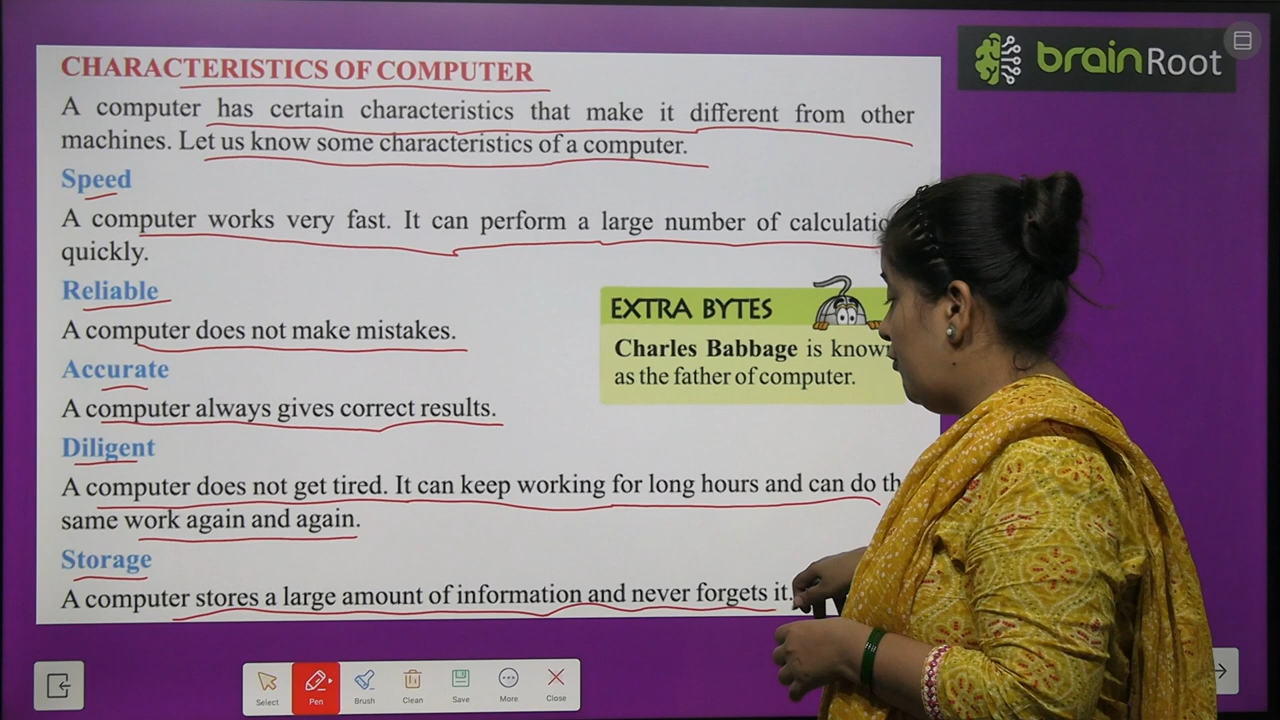 CHARACTERISTICS OF COMPUTER
A computer has certain characteristics that make it different from other
machines. Let us know some characteristics of a computer.
Speed
A computer works very fast. It can perform a large number of
quickly.
Reliable
A computer does not make mistakes.
Accurate
A computer always gives correct results.
Diligent
A computer does not get tired. It can keep working for long hours and can do
same work again and again.
Storage
A computer stores a large amount of information and never forgets it.
EXTRA BYTES
Charles Babbage is
as the father of computer.
brainRoot
Select
Pen
Brush
Clean
Save
More
Close